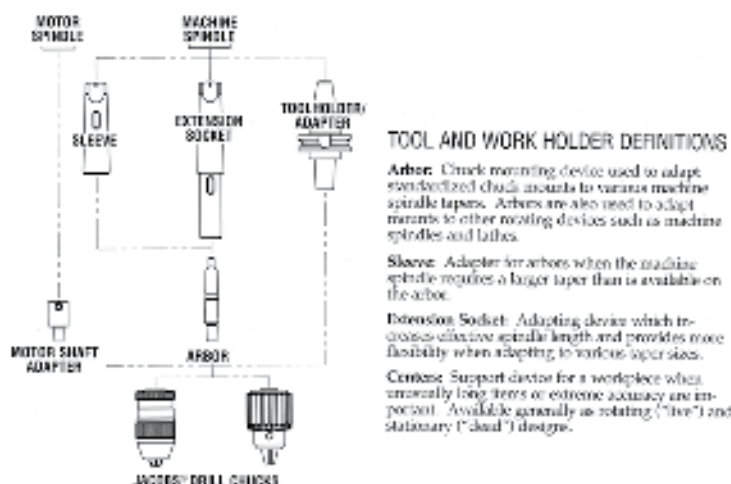 MOTOR
SPINDLE
MACHINE
SPINDLE
SLEEVE
EXTENSION
SOCKET
TOOLHOLDER/
ADAPTER
MOTOR SHAFT
ADAPTER
ARBOR
JACOBS® DRILL CHUCKS
TOOL AND WORK HOLDER DEFINITIONS
Arbor: Chuck mounting device used to adapt
standardized chuck mounts to various machine
spindle tapers. Arbors are also used to adapt
mounts to other rotating devices such as machine
spindles and lathes.
Sleeve: Adapter for arbors when the machine
spindle requires a larger taper than is available on
the arbor.
Extension Socket: Adapting device which in-
creases effective spindle length and provides more
flexibility when adapting to various taper sizes.
Centers: Support device for a workpiece when
unusually long items or extreme accuracy are im-
portant. Available generally as rotating ("live") and
stationary ("dead") designs.